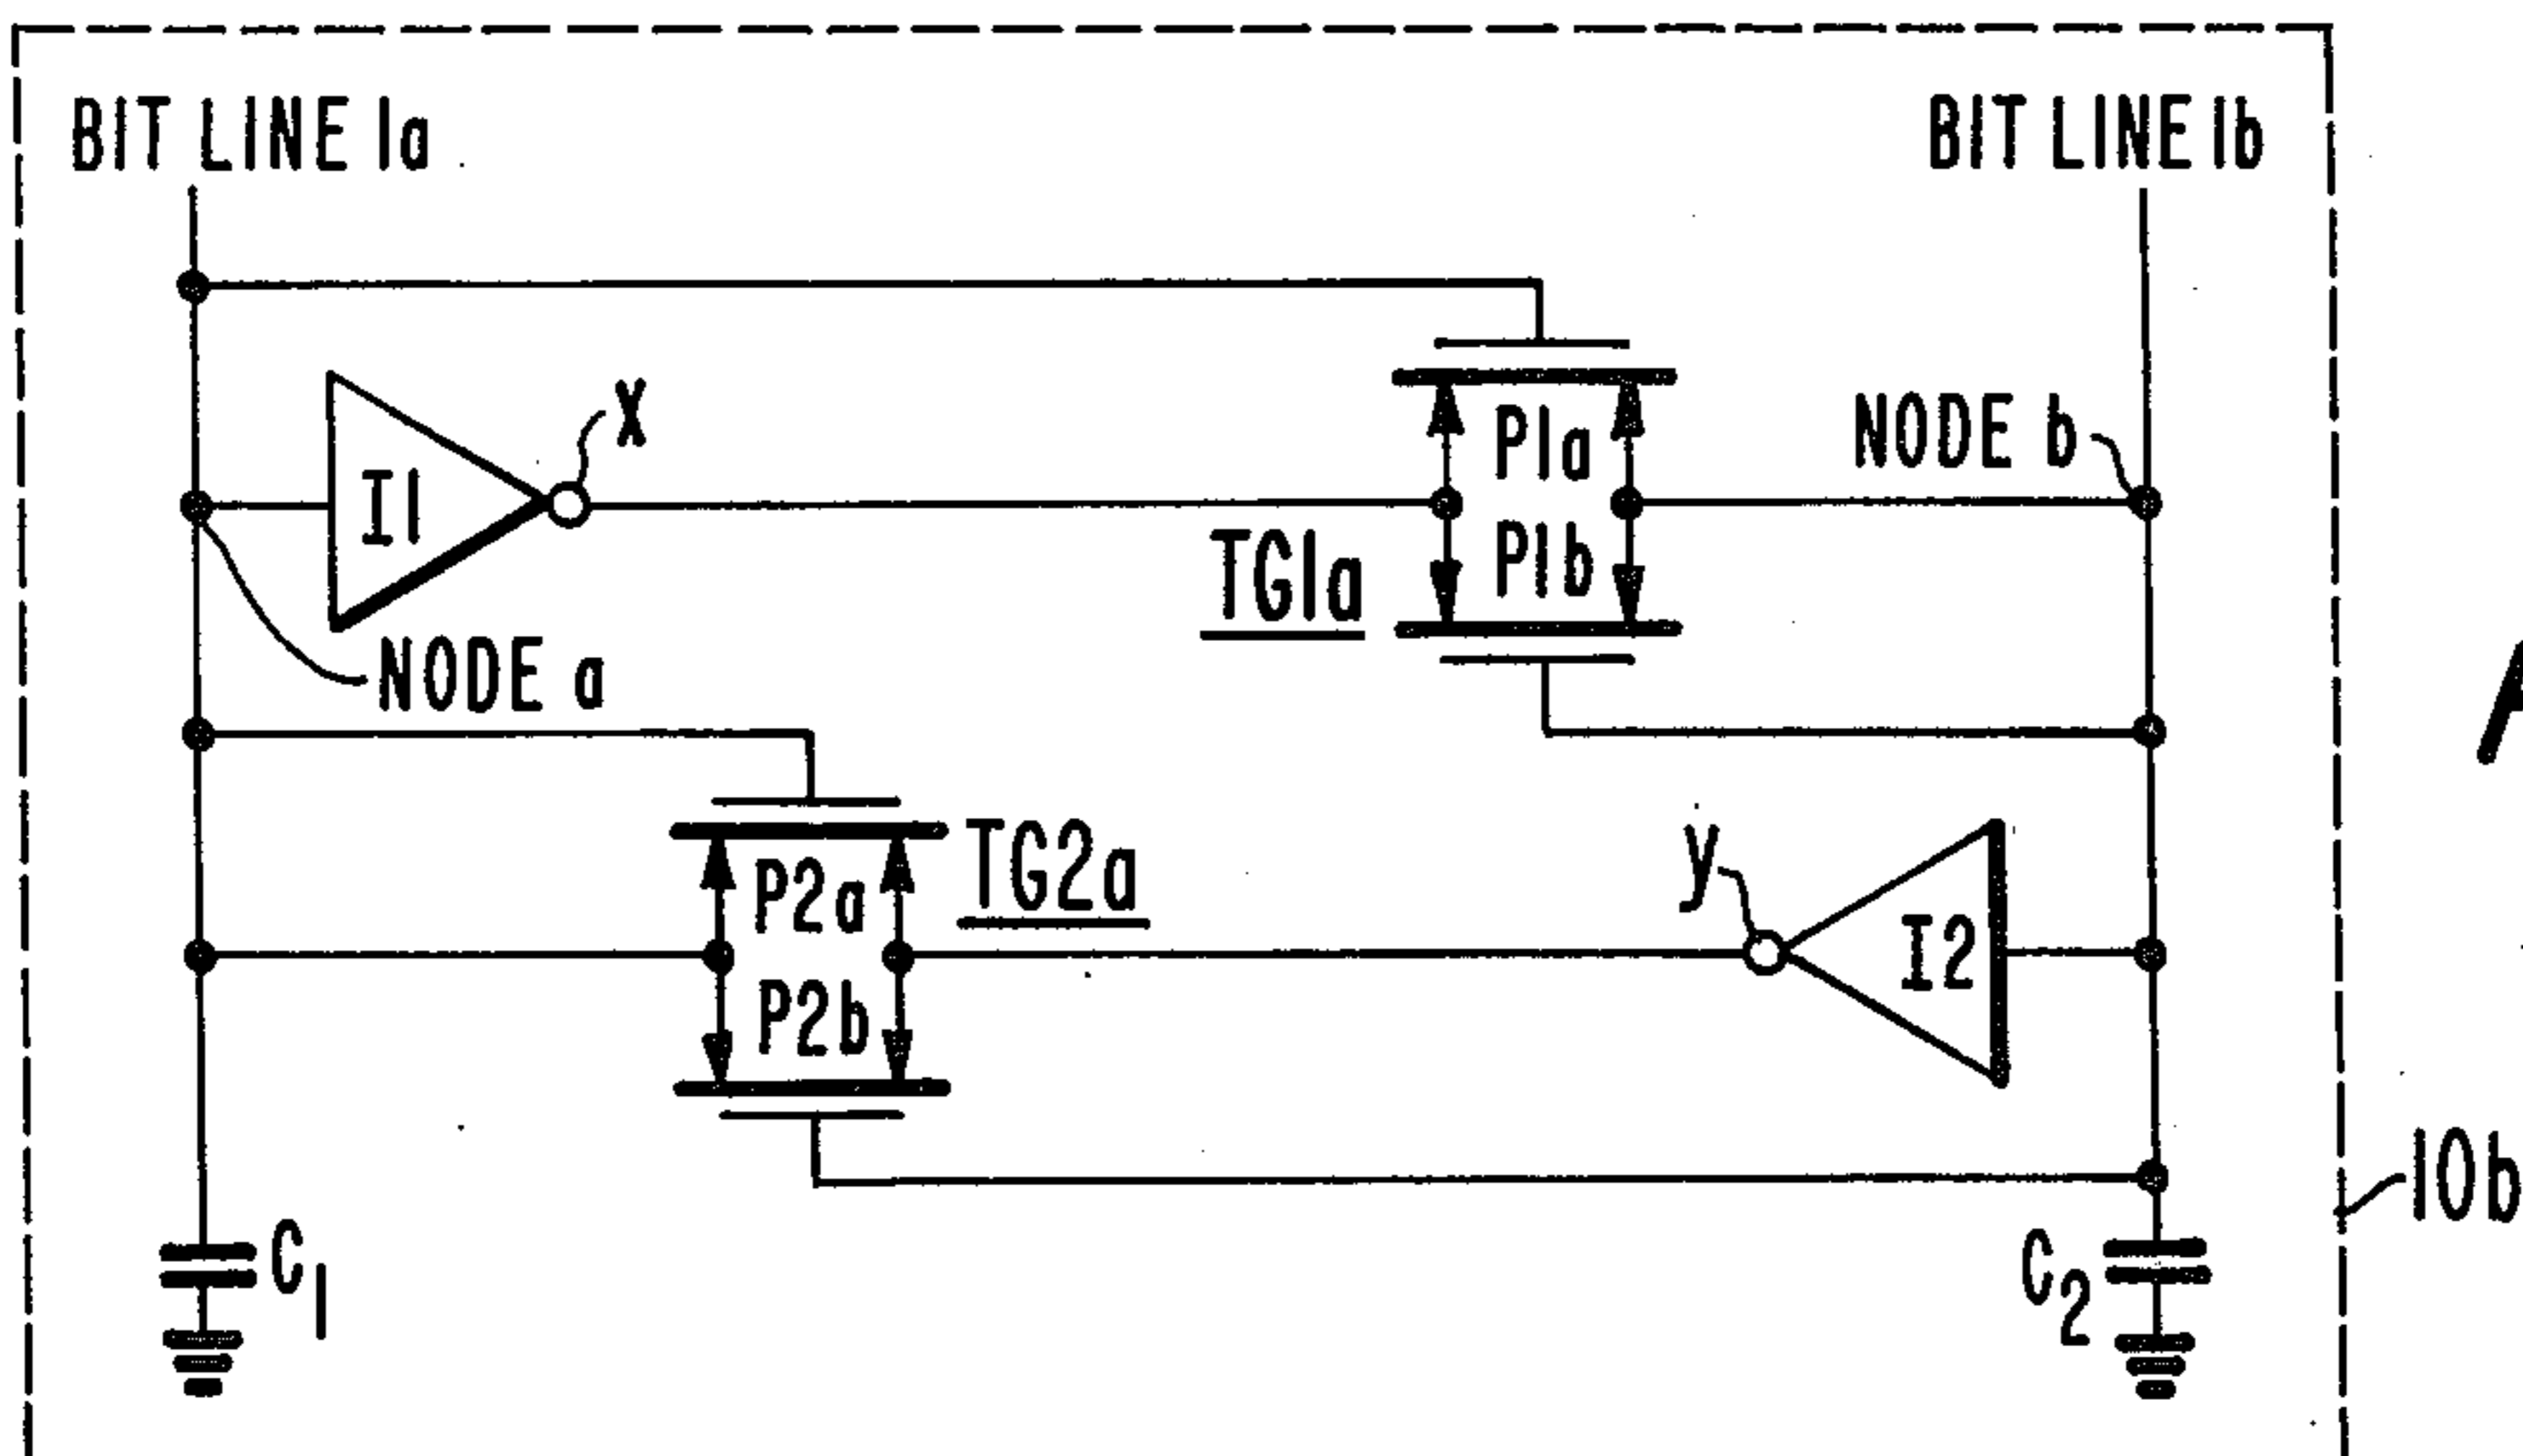 BIT LINE 1a
BIT LINE 1b
X
I1
P1a
NODE b
P1b
TG1a
NODE a
TG2a
y
P2a
I2
P2b
10b
C1
C2